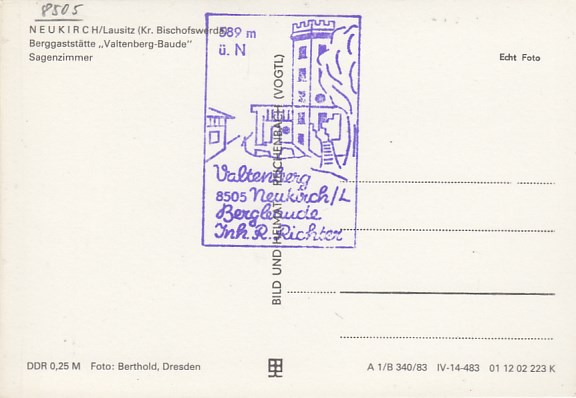 8505
NEUKIRCH/Lausitz (Kr. Bischofswerda)
Berggaststätte „Valtenberg-Baude"
Sagenzimmer
589 m
ü. N
Echt Foto
Valtenberg
8505 Neukirch/L
Bergbaude
Inh. R. Richter
BILD UND HEIMAT REICHENBACH (VOGTL)
DDR 0,25 M Foto: Berthold, Dresden
A 1/B 340/83 IV-14-483 01 12 02 223 K